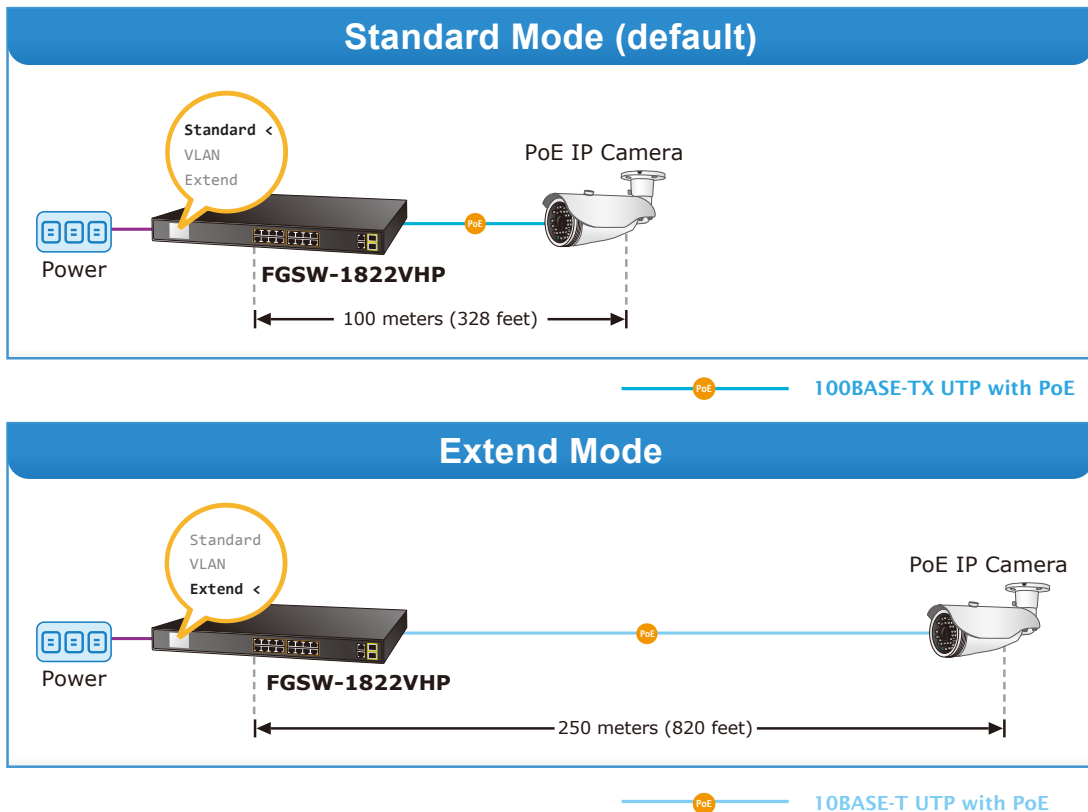 Standard Mode (default)
Standard <
VLAN
Extend
PoE IP Camera
PoE
Power
FGSW-1822VHP
100 meters (328 feet)
PoE
100BASE-TX UTP with PoE
Extend Mode
Standard
VLAN
Extend <
PoE IP Camera
PoE
Power
FGSW-1822VHP
250 meters (820 feet)
PoE
10BASE-T UTP with PoE